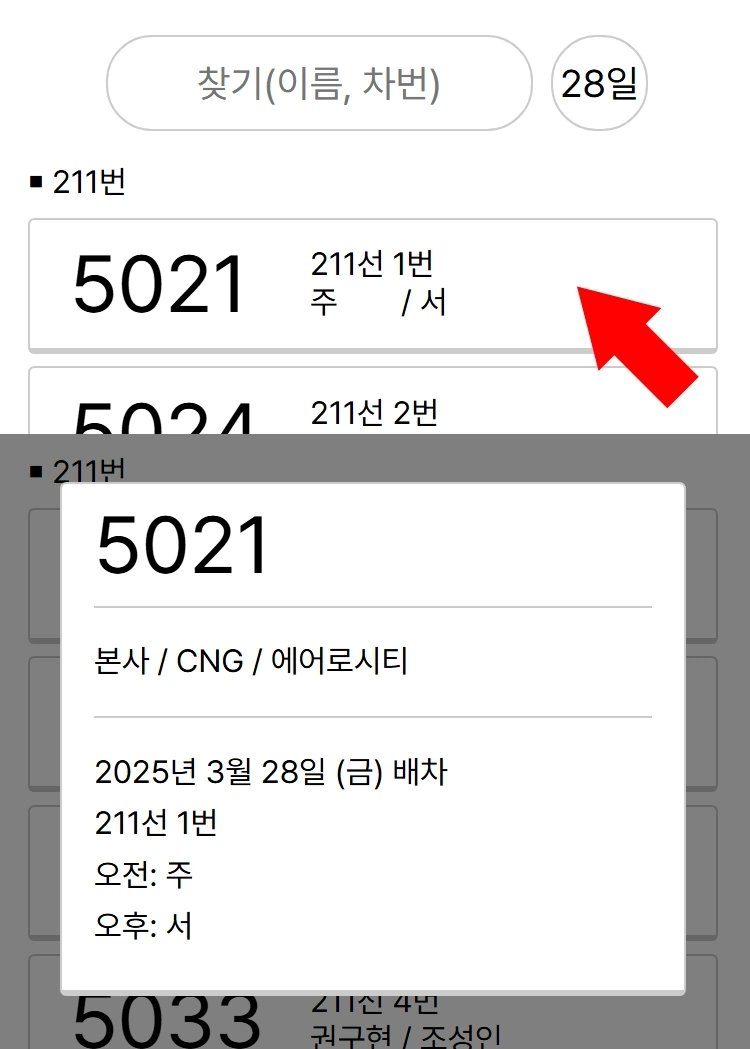 찾기(이름, 차번)
28일
▪ 211번
5021
211선 1번
주 / 서
5024
211선 2번
▪ 211번
5021
본사 / CNG / 에어로시티
2025년 3월 28일 (금) 배차
211선 1번
오전: 주
오후: 서
5033
211선 4번
권구현 / 조성인